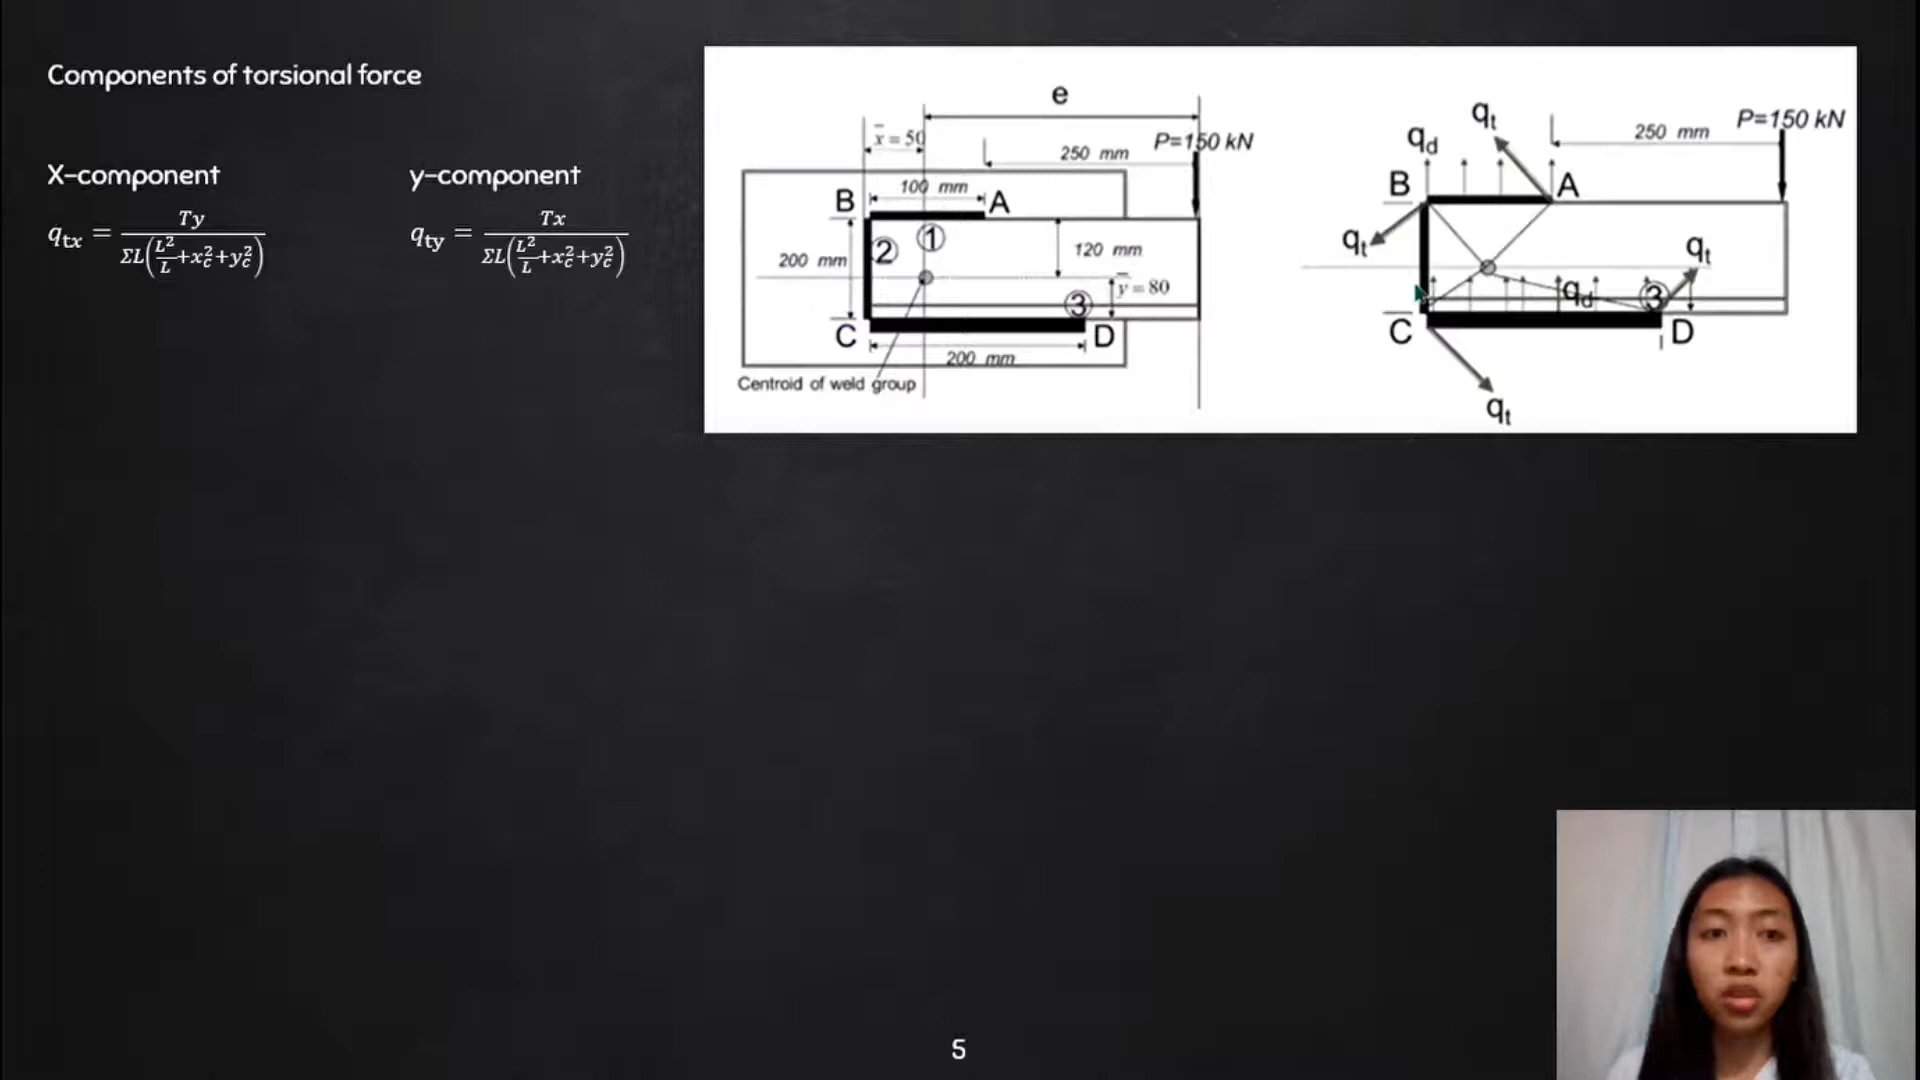 Components of torsional force
X-component
y-component
q_tx = Ty / ΣL(L²/L + x_c² + y_c²)
q_ty = Tx / ΣL(L²/L + x_c² + y_c²)
e
x̄ = 50
P=150 kN
250 mm
100 mm
B
A
①
②
200 mm
120 mm
ȳ = 80
③
C
D
200 mm
Centroid of weld group
q_t
P=150 kN
250 mm
q_d
B
A
q_t
q_t
q_d
③
C
D
q_t
5